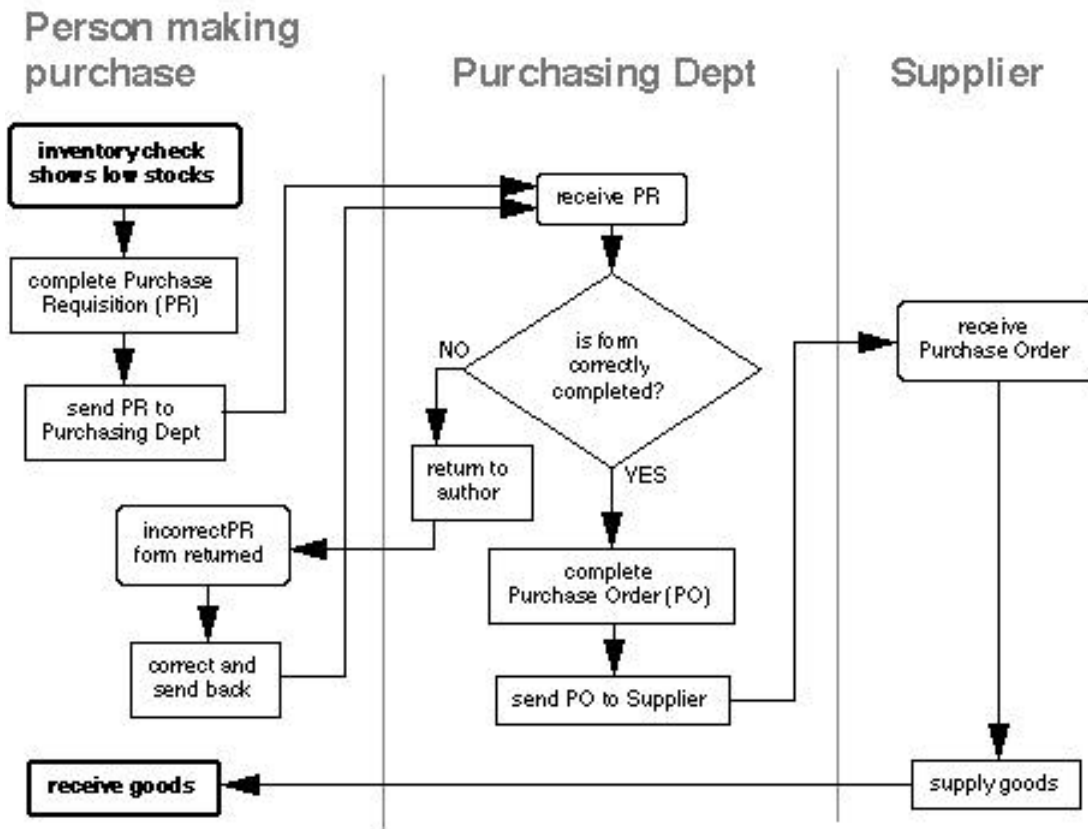 Person making
purchase
Purchasing Dept
Supplier
inventory check
shows low stocks
complete Purchase
Requisition (PR)
send PR to
Purchasing Dept
incorrect PR
form returned
correct and
send back
receive goods
receive PR
is form
correctly
completed?
NO
YES
return to
author
complete
Purchase Order (PO)
send PO to Supplier
receive
Purchase Order
supply goods